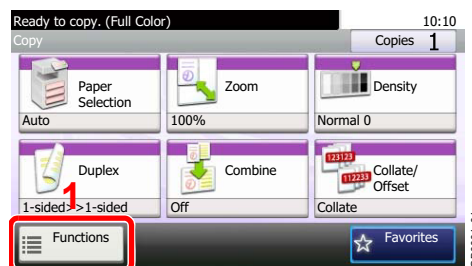 Ready to copy. (Full Color)
10:10
Copy
Copies 1
Paper
Selection
Auto
Zoom
100%
Density
Normal 0
Duplex
1-sided>>1-sided
Combine
Off
123123
112233
Collate/
Offset
Collate
1
Functions
Favorites